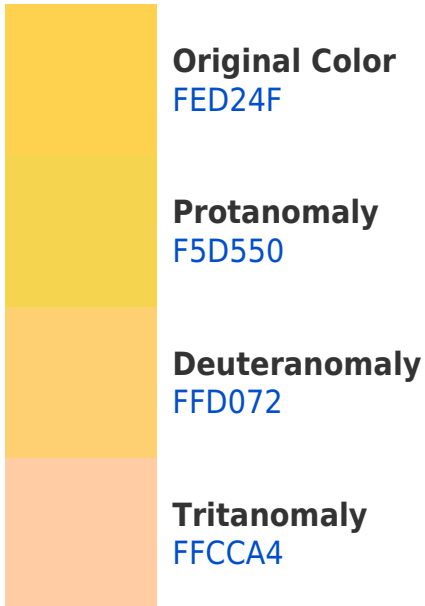 Original Color
FED24F
Protanomaly
F5D550
Deuteranomaly
FFD072
Tritanomaly
FFCCA4